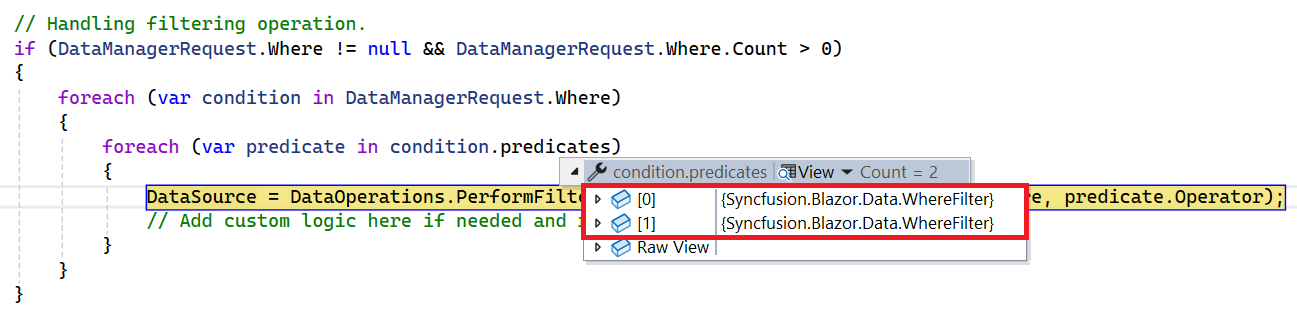 // Handling filtering operation.
if (DataManagerRequest.Where != null && DataManagerRequest.Where.Count > 0)
{
foreach (var condition in DataManagerRequest.Where)
{
foreach (var predicate in condition.predicates)
{
condition.predicates View Count = 2
DataSource = DataOperations.PerformFilte e, predicate.Operator);
[0] {Syncfusion.Blazor.Data.WhereFilter}
// Add custom logic here if needed and
[1] {Syncfusion.Blazor.Data.WhereFilter}
}
Raw View
}
}